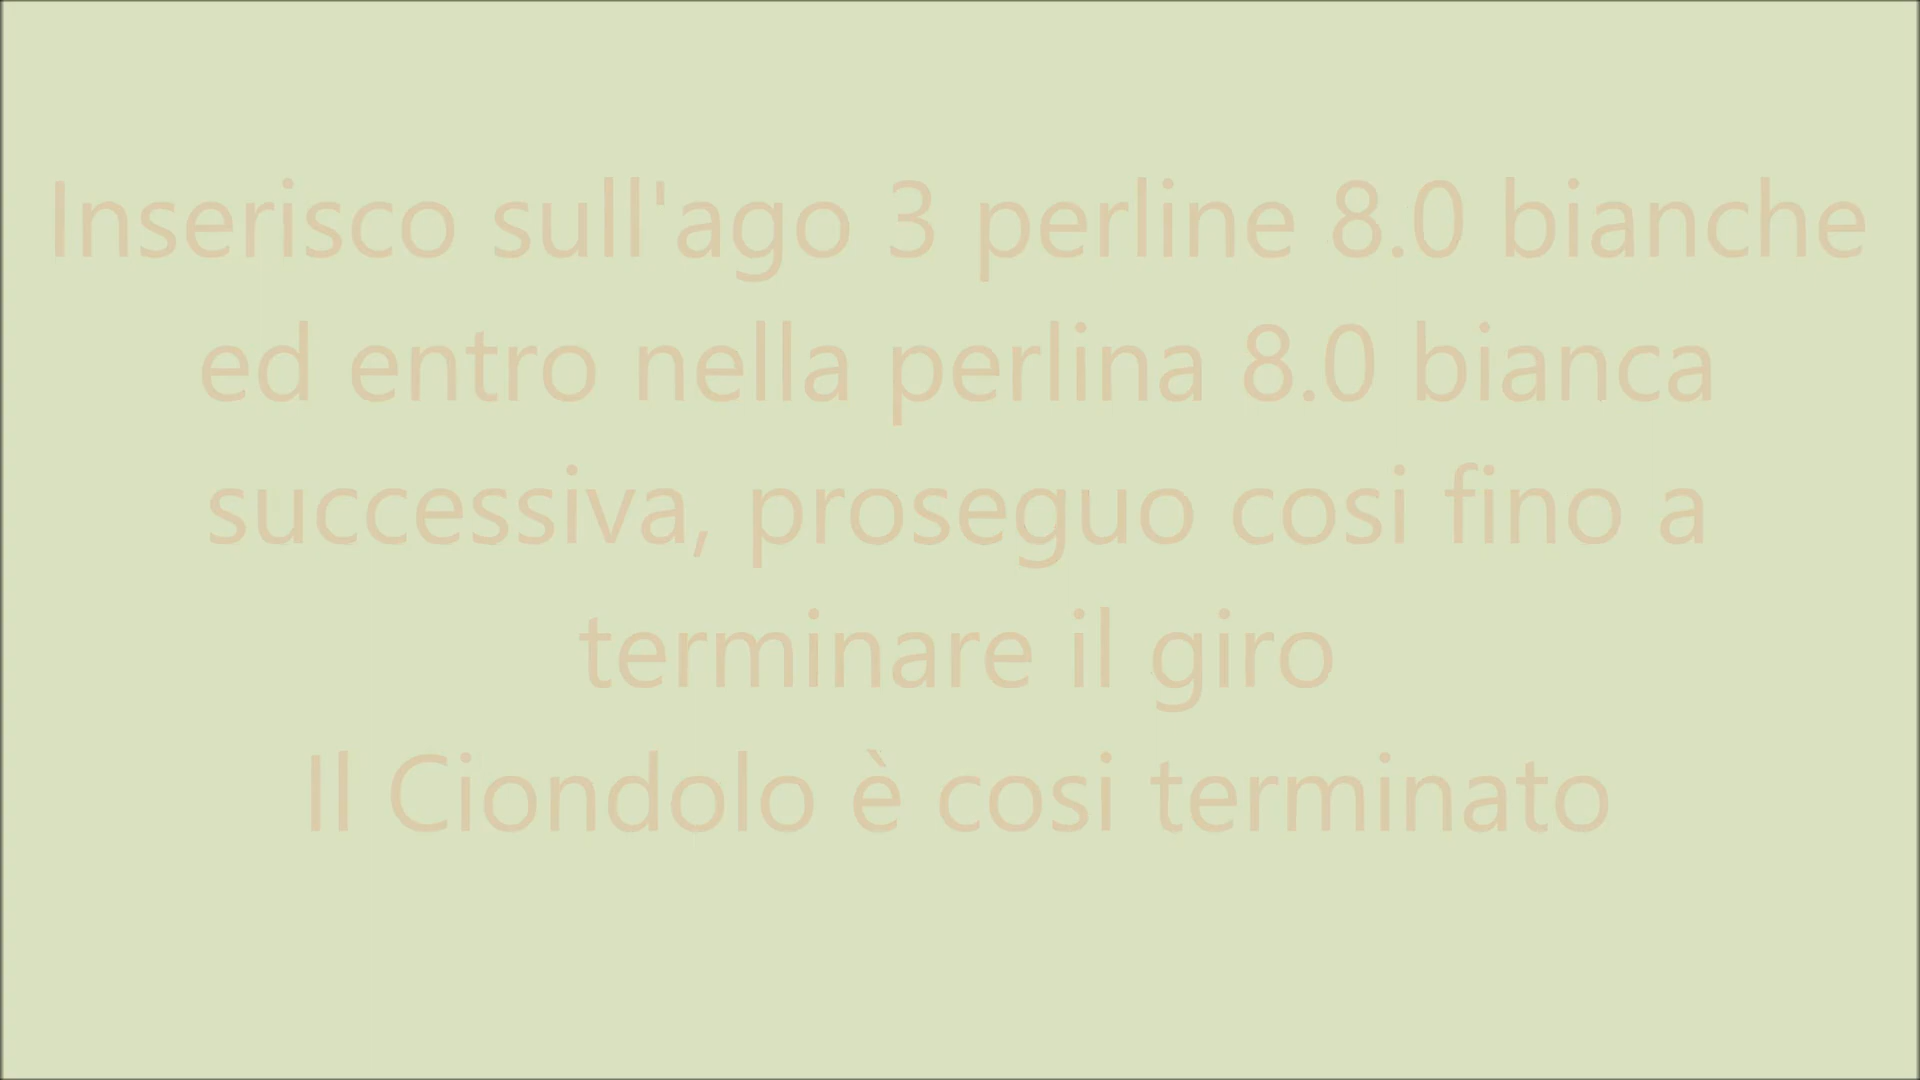 Inserisco sull'ago 3 perline 8.0 bianche
ed entro nella perlina 8.0 bianca
successiva, proseguo cosi fino a
terminare il giro
Il Ciondolo è cosi terminato